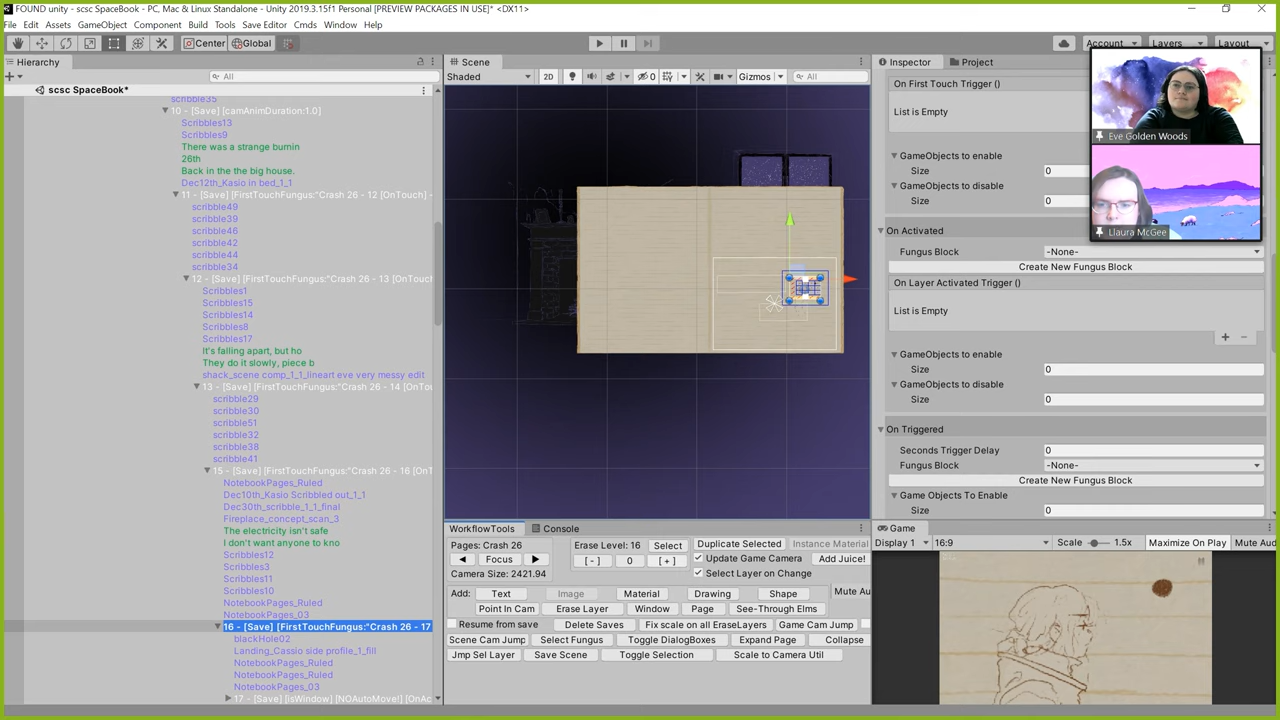 FOUND unity - scsc SpaceBook - PC, Mac & Linux Standalone - Unity 2019.3.15f1 Personal [PREVIEW PACKAGES IN USE]* <DX11>
File Edit Assets GameObject Component Build Tools Save Editor Cmds Window Help
Center Global Account Layers Layout
Hierarchy
All
scsc SpaceBook*
scribble35
10 - [Save] [camAnimDuration:1.0]
Scribbles13
Scribbles9
There was a strange bumin
26th
Back in the the big house.
Dec12th_Kasio in bed_1_1
11 - [Save] [FirstTouchFungus:"Crash 26 - 12 [OnTouch]
scribble49
scribble39
scribble46
scribble42
scribble44
scribble34
12 - [Save] [FirstTouchFungus:"Crash 26 - 13 [OnTouch]
Scribbles1
Scribbles15
Scribbles14
Scribbles8
Scribbles17
It's falling apart, but ho
They do it slowly, piece b
shack_scene comp_1_1_lineart eve very messy edit
13 - [Save] [FirstTouchFungus:"Crash 26 - 14 [OnTo
scribble29
scribble30
scribble51
scribble32
scribble38
scribble41
15 - [Save] [FirstTouchFungus:"Crash 26 - 16 [OnT
NotebookPages_Ruled
Dec10th_Kasio Scribbled out_1_1
Dec30th_scribble_1_1_final
Fireplace_concept_scan_3
The electricity isn't safe
I don't want anyone to kno
Scribbles12
Scribbles3
Scribbles11
Scribbles10
NotebookPages_Ruled
NotebookPages_03
16 - [Save] [FirstTouchFungus:"Crash 26 - 17
blackHole02
Landing_Cassio side profile_1_fill
NotebookPages_Ruled
NotebookPages_Ruled
NotebookPages_03
17 - [Save] [isWindow] [NOAutoMove!] [OnAc
Scene
Shaded 2D 0 Gizmos All
WorkflowTools Console
Pages: Crash 26 Erase Level: 16 Select Duplicate Selected Instance Material
Focus [ - ] 0 [ + ] Update Game Camera Add Juice!
Camera Size: 2421.94 Select Layer on Change
Add: Text Image Material Drawing Shape Mute Au
Point In Cam Erase Layer Window Page See-Through Elms
Resume from save Delete Saves Fix scale on all EraseLayers Game Cam Jump
Scene Cam Jump Select Fungus Toggle DialogBoxes Expand Page Collapse
Jmp Sel Layer Save Scene Toggle Selection Scale to Camera Util
Inspector Project
On First Touch Trigger ()
List is Empty
GameObjects to enable
Size 0
GameObjects to disable
Size 0
On Activated
Fungus Block -None-
Create New Fungus Block
On Layer Activated Trigger ()
List is Empty
GameObjects to enable
Size 0
GameObjects to disable
Size 0
On Triggered
Seconds Trigger Delay 0
Fungus Block -None-
Create New Fungus Block
Game Objects To Enable
Size 0
Game
Display 1 16:9 Scale 1.5x Maximize On Play Mute Aud
Eve Golden Woods
Llaura McGee